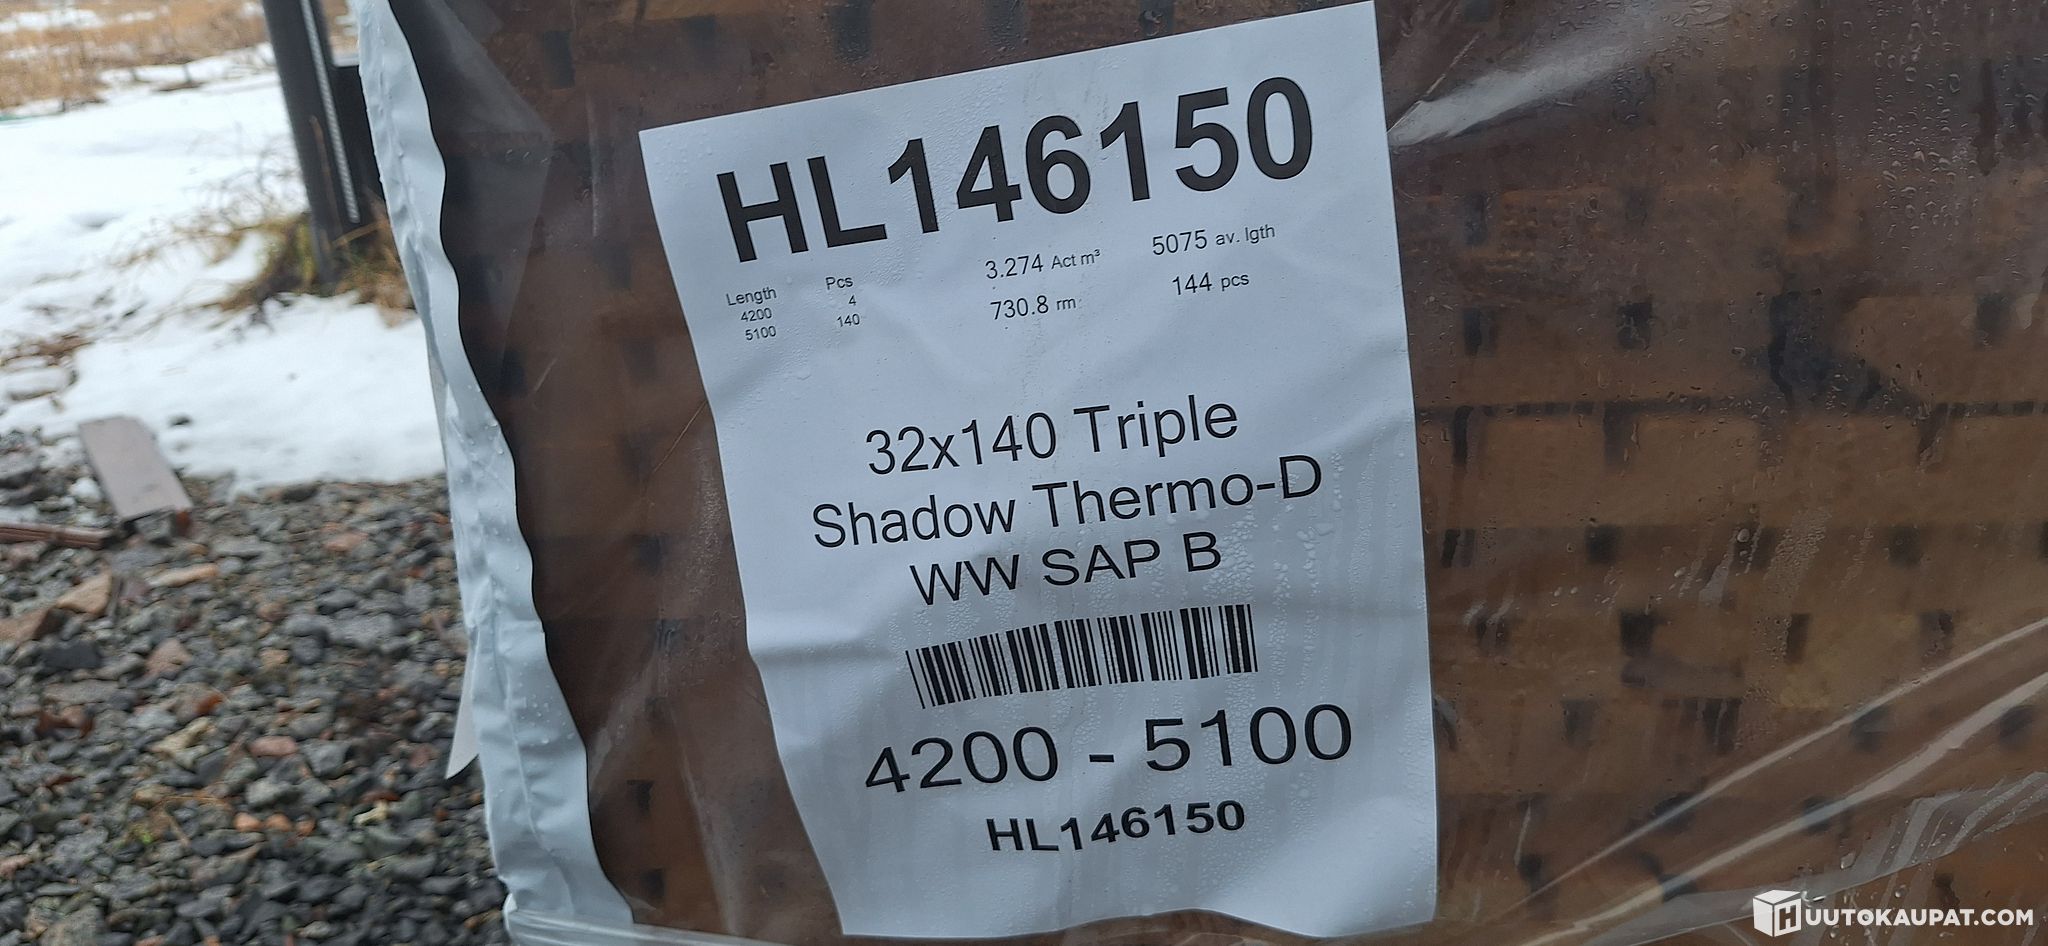 HL146150
Length Pcs 3.274 Act m³ 5075 av. lgth
4200 4 730.8 rm 144 pcs
5100 140
32x140 Triple
Shadow Thermo-D
WW SAP B
4200 - 5100
HL146150
HUUTOKAUPAT.COM